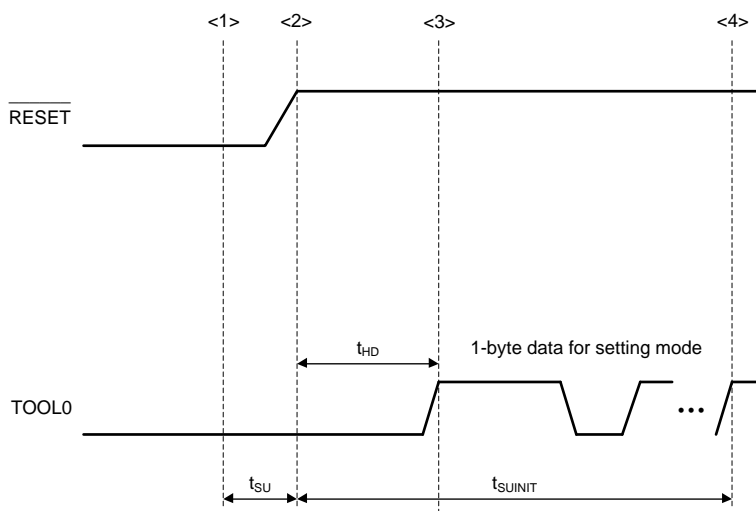 <1> <2> <3> <4>
RESET
tHD
1-byte data for setting mode
TOOL0
•••
tSU
tSUINIT